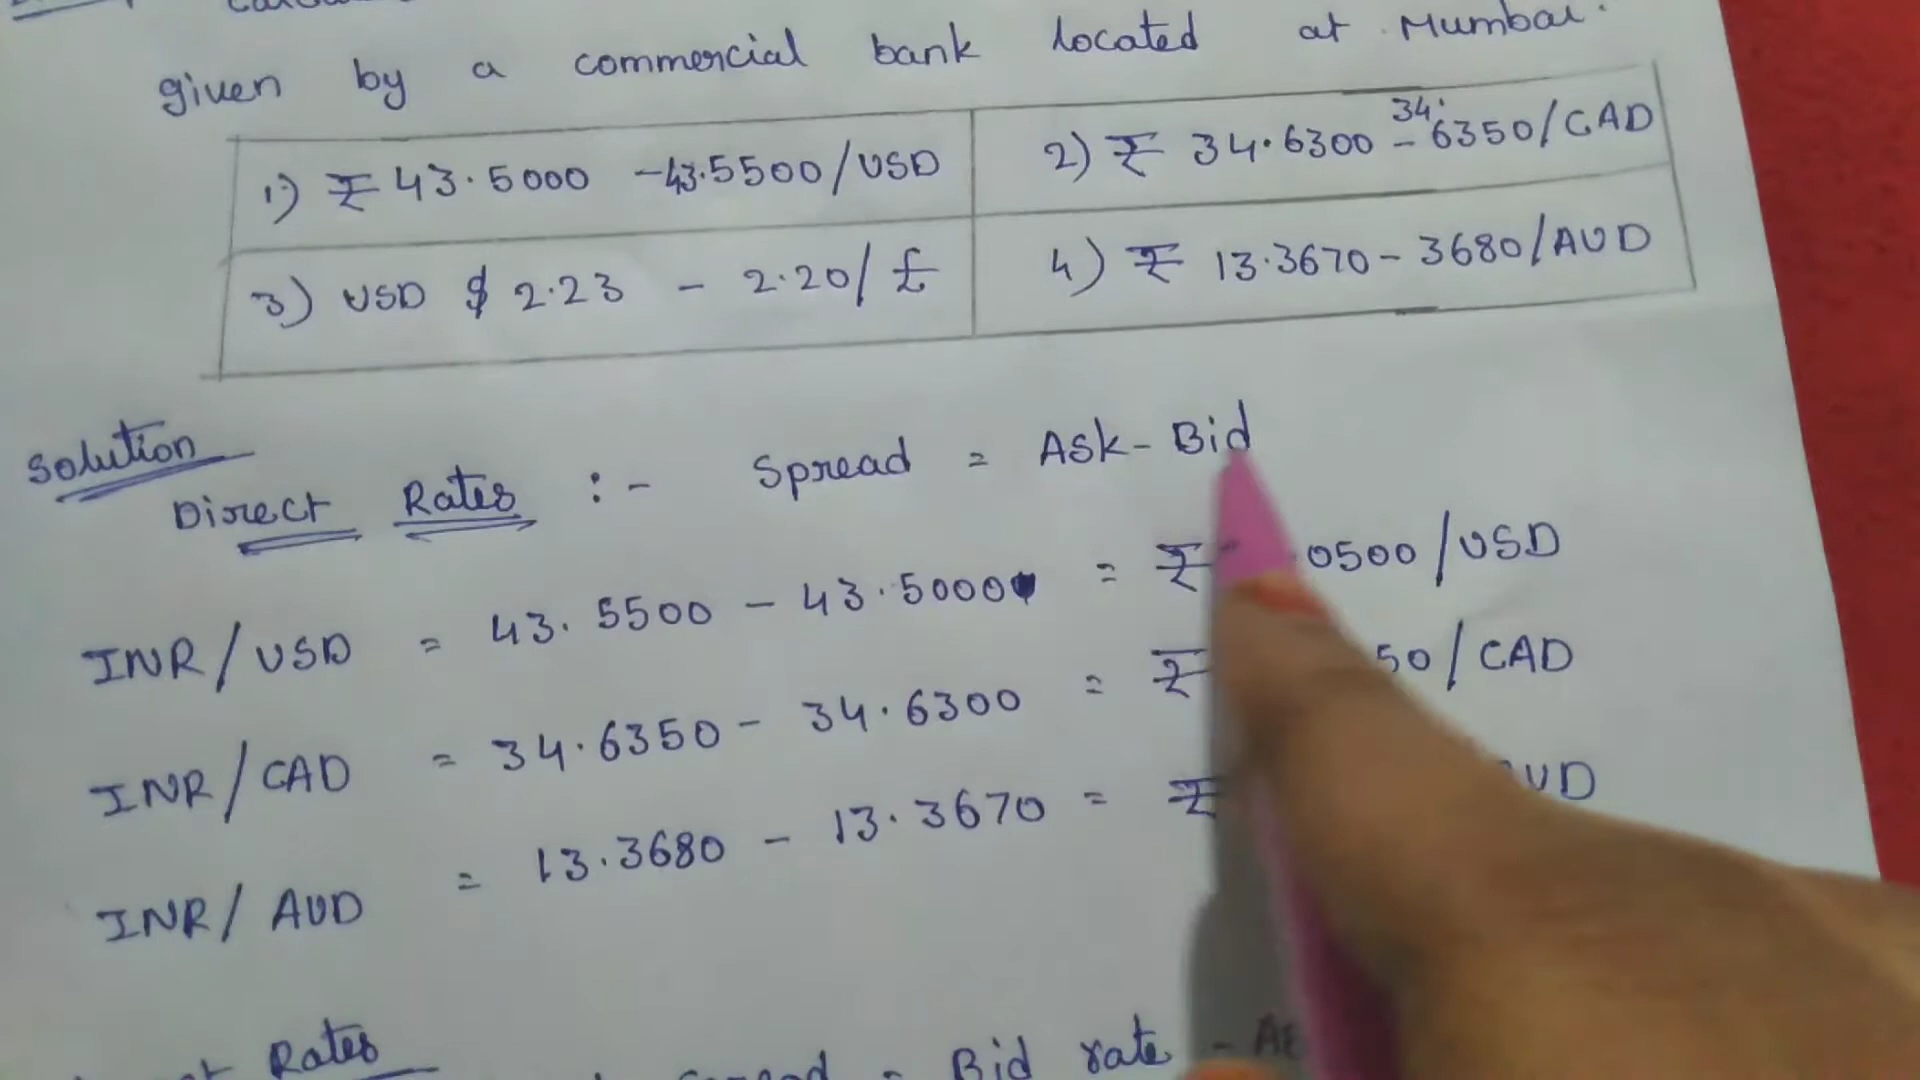 given by a commercial bank located at Mumbai.
1) ₹ 43.5000 - 43.5500/USD
2) ₹ 34.6300 - 34.6350/CAD
3) USD $ 2.23 - 2.20/£
4) ₹ 13.3670 - 3680/AUD
Solution
Direct Rates :- Spread = Ask - Bid
INR/USD = 43.5500 - 43.5000 = ₹ 0500/USD
INR/CAD = 34.6350 - 34.6300 = ₹ 50/CAD
INR/AUD = 13.3680 - 13.3670 = ₹ UD
Rates
= Bid rate -